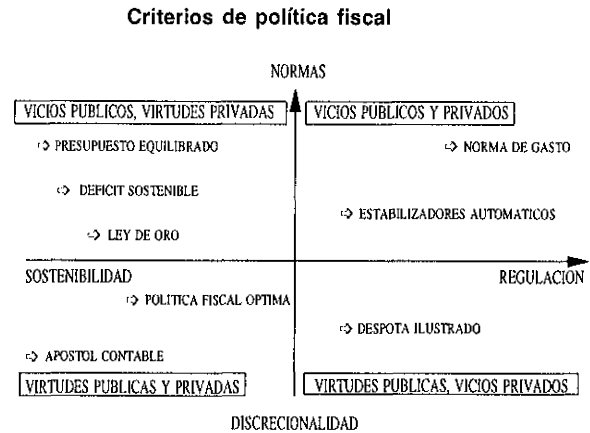 Criterios de política fiscal
NORMAS
VICIOS PUBLICOS, VIRTUDES PRIVADAS
VICIOS PUBLICOS Y PRIVADOS
PRESUPUESTO EQUILIBRADO
NORMA DE GASTO
DEFICIT SOSTENIBLE
ESTABILIZADORES AUTOMATICOS
LEY DE ORO
SOSTENIBILIDAD
REGULACION
POLITICA FISCAL OPTIMA
DESPOTA ILUSTRADO
APOSTOL CONTABLE
VIRTUDES PUBLICAS Y PRIVADAS
VIRTUDES PUBLICAS, VICIOS PRIVADOS
DISCRECIONALIDAD